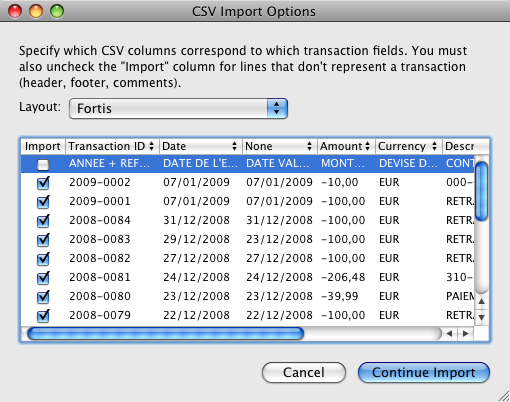 CSV Import Options
Specify which CSV columns correspond to which transaction fields. You must
also uncheck the "Import" column for lines that don't represent a transaction
(header, footer, comments).
Layout: Fortis
Import Transaction ID Date None Amount Currency Descr
ANNEE + REF... DATE DE L'E... DATE VAL... MONT... DEVISE D... CONT
2009-0002 07/01/2009 07/01/2009 -10,00 EUR 000-
2009-0001 07/01/2009 07/01/2009 -100,00 EUR RETR
2008-0084 31/12/2008 31/12/2008 -100,00 EUR RETR
2008-0083 29/12/2008 23/12/2008 -100,00 EUR RETR
2008-0082 27/12/2008 27/12/2008 -100,00 EUR RETR
2008-0081 24/12/2008 24/12/2008 -206,48 EUR 310-
2008-0080 23/12/2008 23/12/2008 -39,99 EUR PAIEM
2008-0079 22/12/2008 22/12/2008 -100,00 EUR RETR
Cancel Continue Import